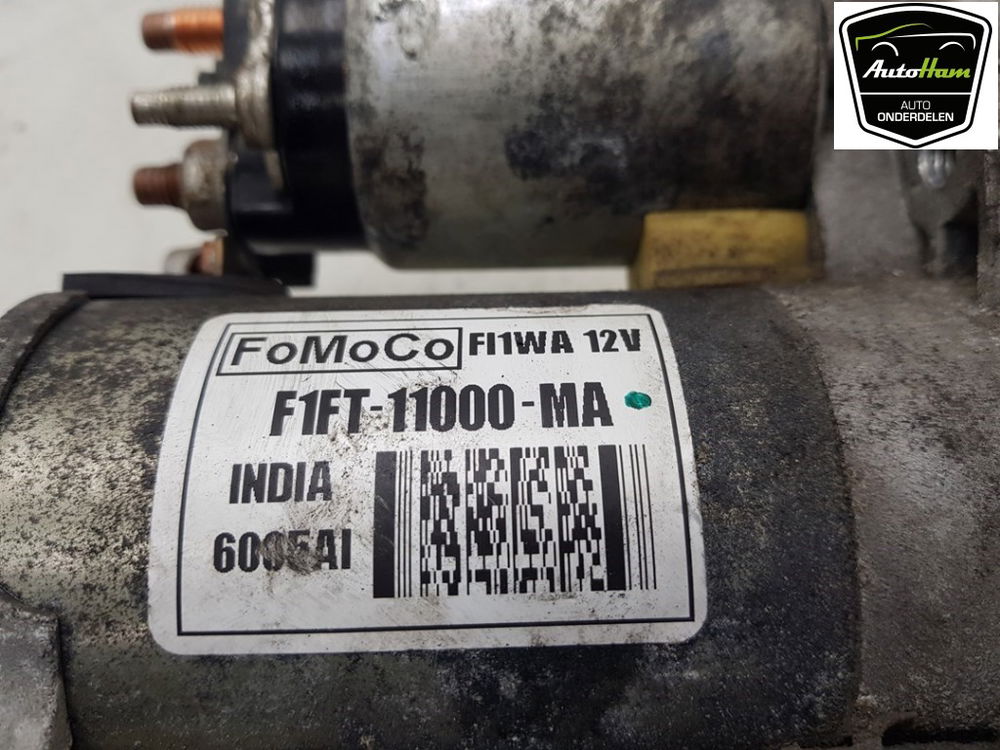 AutoHam
AUTO
ONDERDELEN
FoMoCo FI1WA 12V
F1FT-11000-MA
INDIA